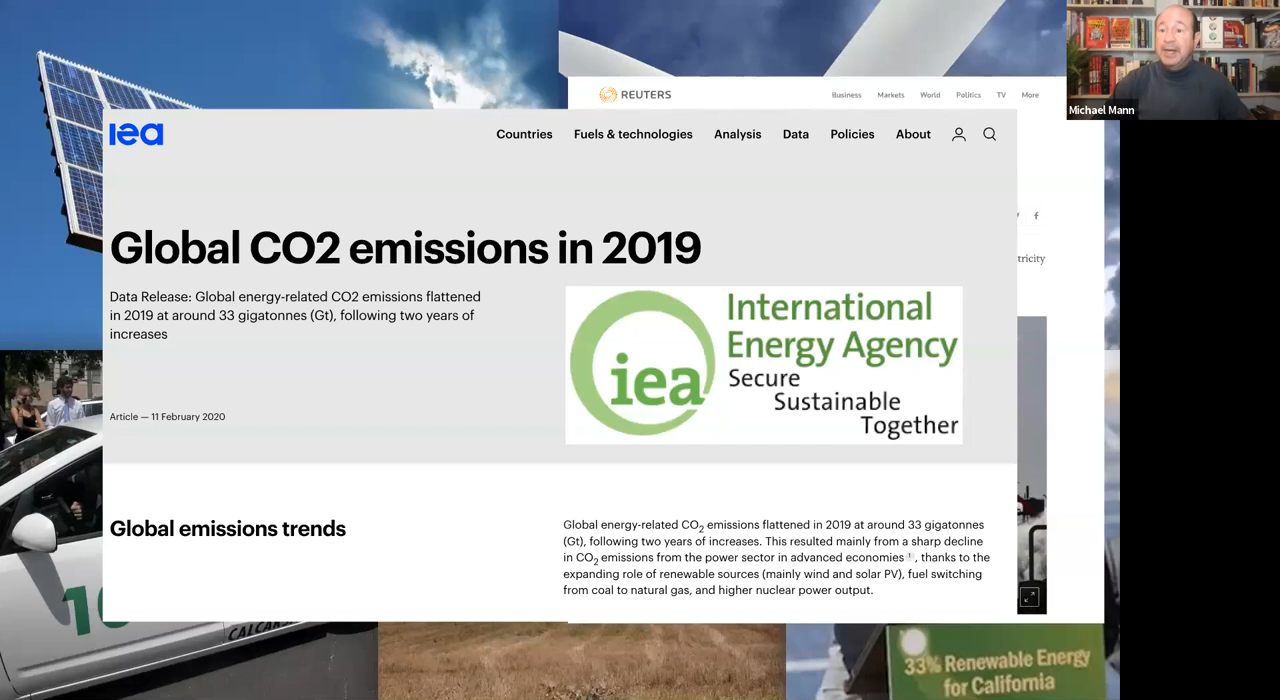 REUTERS
Business Markets World Politics TV More
Michael Mann
iea
Countries Fuels & technologies Analysis Data Policies About
Global CO2 emissions in 2019
Data Release: Global energy-related CO2 emissions flattened
in 2019 at around 33 gigatonnes (Gt), following two years of
increases
iea
International
Energy Agency
Secure
Sustainable
Together
Article — 11 February 2020
tricity
Global emissions trends
Global energy-related CO2 emissions flattened in 2019 at around 33 gigatonnes
(Gt), following two years of increases. This resulted mainly from a sharp decline
in CO2 emissions from the power sector in advanced economies 1, thanks to the
expanding role of renewable sources (mainly wind and solar PV), fuel switching
from coal to natural gas, and higher nuclear power output.
33% Renewable Energy
for California